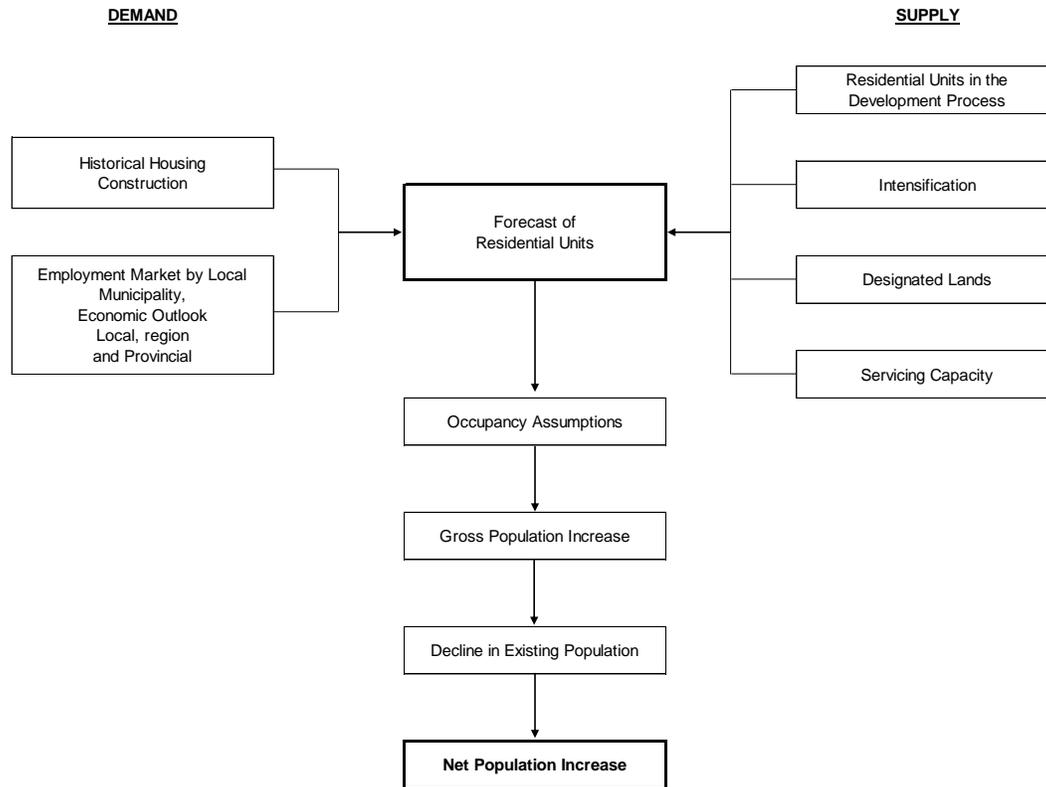 DEMAND
SUPPLY
Residential Units in the
Development Process
Historical Housing
Construction
Intensification
Forecast of
Residential Units
Employment Market by Local
Municipality,
Economic Outlook
Local, region
and Provincial
Designated Lands
Servicing Capacity
Occupancy Assumptions
Gross Population Increase
Decline in Existing Population
Net Population Increase